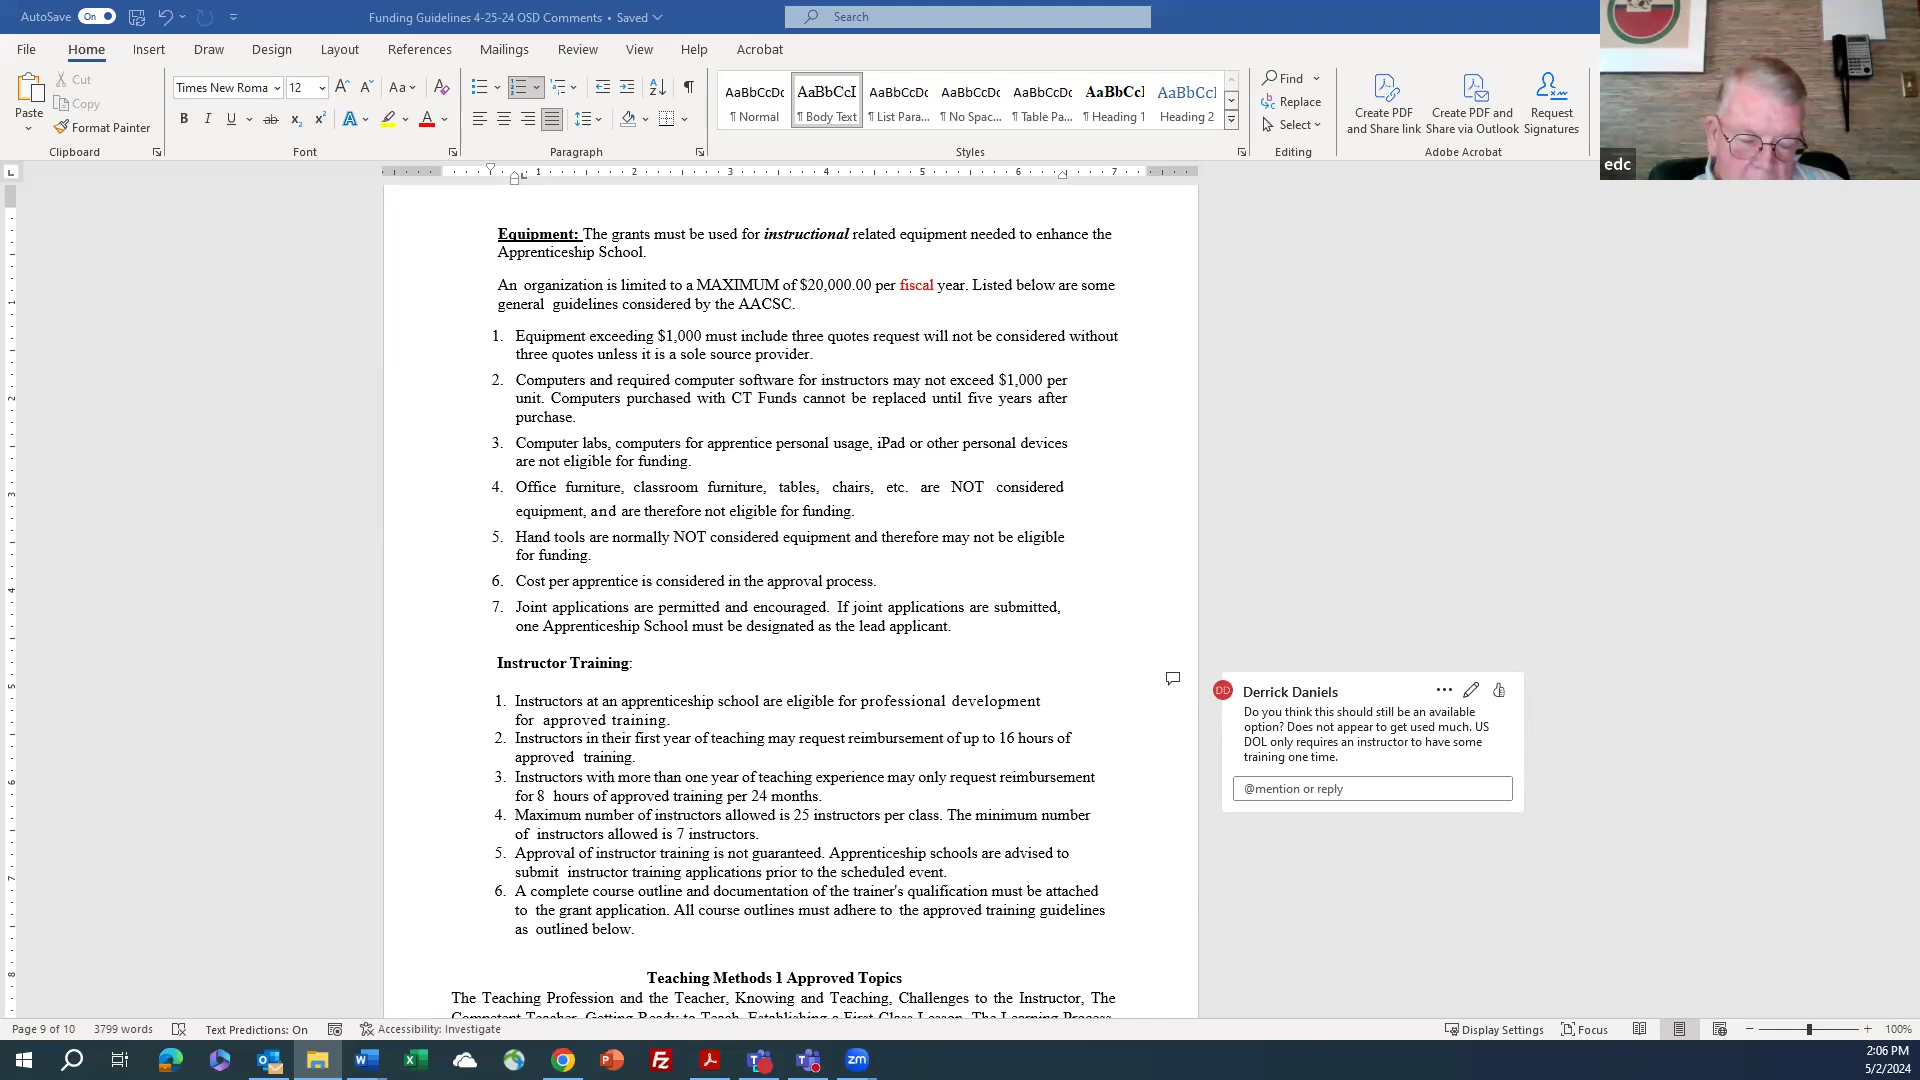 AutoSave On Funding Guidelines 4-25-24 OSD Comments • Saved Search
File Home Insert Draw Design Layout References Mailings Review View Help Acrobat
Paste Cut Copy Format Painter
Times New Roma 12 Aa
AaBbCcDc AaBbCcI AaBbCcDc AaBbCcDc AaBbCcDc AaBbCcI AaBbCcI
¶ Normal ¶ Body Text ¶ List Para... ¶ No Spac... ¶ Table Pa... ¶ Heading 1 Heading 2
Find Replace Select
Create PDF and Share link
Create PDF and Share via Outlook
Request Signatures
Clipboard Font Paragraph Styles Editing Adobe Acrobat
edc
1 2 3 4 5 6 7
Equipment: The grants must be used for instructional related equipment needed to enhance the
Apprenticeship School.
An organization is limited to a MAXIMUM of $20,000.00 per fiscal year. Listed below are some
general guidelines considered by the AACSC.
1. Equipment exceeding $1,000 must include three quotes request will not be considered without
three quotes unless it is a sole source provider.
2. Computers and required computer software for instructors may not exceed $1,000 per
unit. Computers purchased with CT Funds cannot be replaced until five years after
purchase.
3. Computer labs, computers for apprentice personal usage, iPad or other personal devices
are not eligible for funding.
4. Office furniture, classroom furniture, tables, chairs, etc. are NOT considered
equipment, and are therefore not eligible for funding.
5. Hand tools are normally NOT considered equipment and therefore may not be eligible
for funding.
6. Cost per apprentice is considered in the approval process.
7. Joint applications are permitted and encouraged. If joint applications are submitted,
one Apprenticeship School must be designated as the lead applicant.
Instructor Training:
1. Instructors at an apprenticeship school are eligible for professional development
for approved training.
2. Instructors in their first year of teaching may request reimbursement of up to 16 hours of
approved training.
3. Instructors with more than one year of teaching experience may only request reimbursement
for 8 hours of approved training per 24 months.
4. Maximum number of instructors allowed is 25 instructors per class. The minimum number
of instructors allowed is 7 instructors.
5. Approval of instructor training is not guaranteed. Apprenticeship schools are advised to
submit instructor training applications prior to the scheduled event.
6. A complete course outline and documentation of the trainer's qualification must be attached
to the grant application. All course outlines must adhere to the approved training guidelines
as outlined below.
Teaching Methods 1 Approved Topics
The Teaching Profession and the Teacher, Knowing and Teaching, Challenges to the Instructor, The
Competent Teacher, Getting Ready to Teach, Establishing a First Class Lesson, The Learning Process,
DD Derrick Daniels
Do you think this should still be an available
option? Does not appear to get used much. US
DOL only requires an instructor to have some
training one time.
@mention or reply
Page 9 of 10 3799 words Text Predictions: On Accessibility: Investigate Display Settings Focus 100%
2:06 PM
5/2/2024